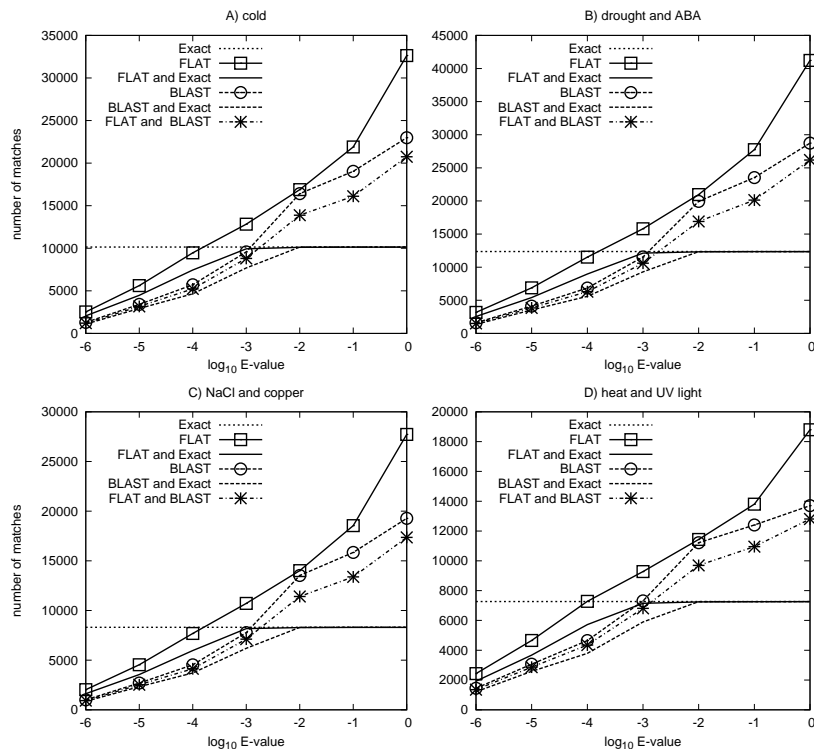 A) cold
number of matches
35000
30000
25000
20000
15000
10000
5000
0
Exact
FLAT
FLAT and Exact
BLAST
BLAST and Exact
FLAT and BLAST
-6 -5 -4 -3 -2 -1 0
log10 E-value
B) drought and ABA
45000
40000
35000
30000
25000
20000
15000
10000
5000
0
Exact
FLAT
FLAT and Exact
BLAST
BLAST and Exact
FLAT and BLAST
-6 -5 -4 -3 -2 -1 0
log10 E-value
C) NaCl and copper
number of matches
30000
25000
20000
15000
10000
5000
0
Exact
FLAT
FLAT and Exact
BLAST
BLAST and Exact
FLAT and BLAST
-6 -5 -4 -3 -2 -1 0
log10 E-value
D) heat and UV light
20000
18000
16000
14000
12000
10000
8000
6000
4000
2000
0
Exact
FLAT
FLAT and Exact
BLAST
BLAST and Exact
FLAT and BLAST
-6 -5 -4 -3 -2 -1 0
log10 E-value